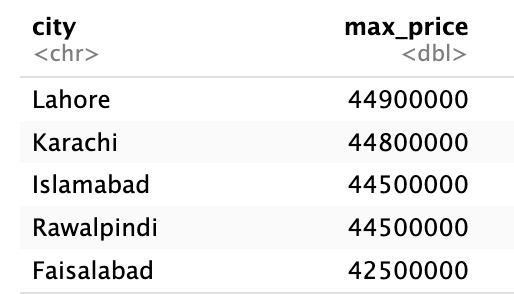 city max_price
<chr> <dbl>
Lahore 44900000
Karachi 44800000
Islamabad 44500000
Rawalpindi 44500000
Faisalabad 42500000